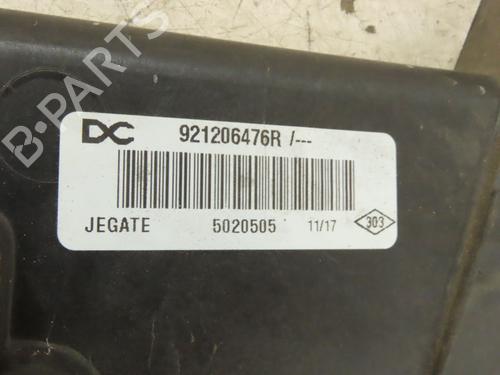 DC 921206476R /---
JEGATE 5020505 11/17 303
B-PARTS